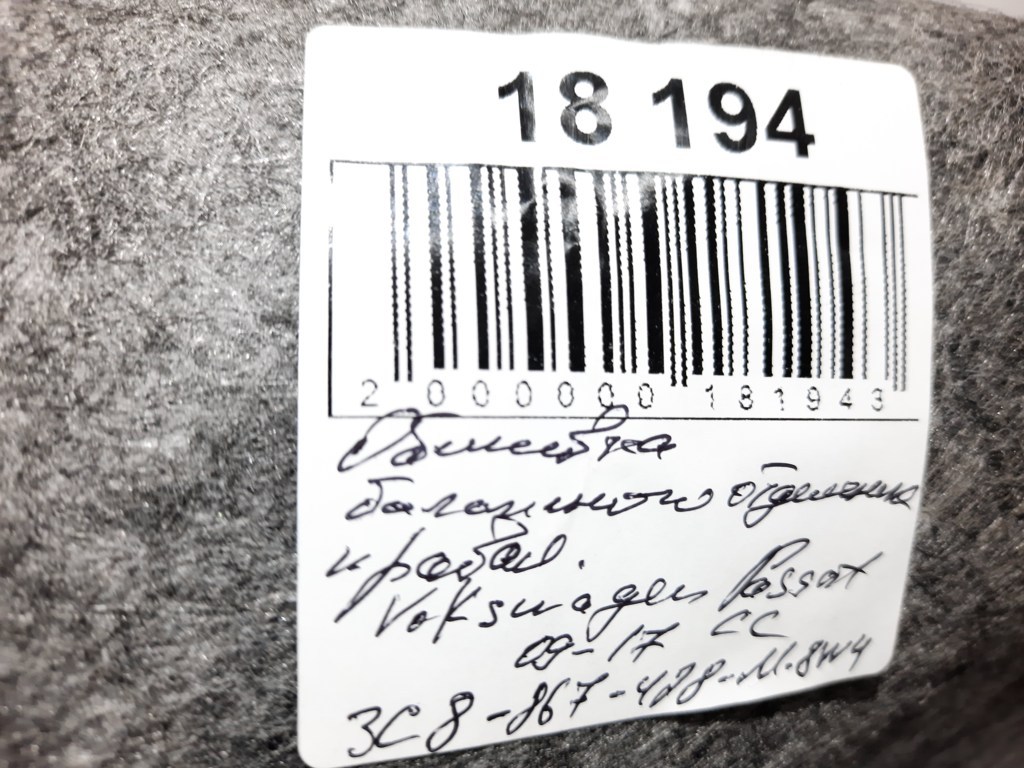 18 194
2 000000 181943
Обшивка
багажного отделения
правая.
Volkswagen Passat
09-17 CC
3C8-867-428-M-8W4